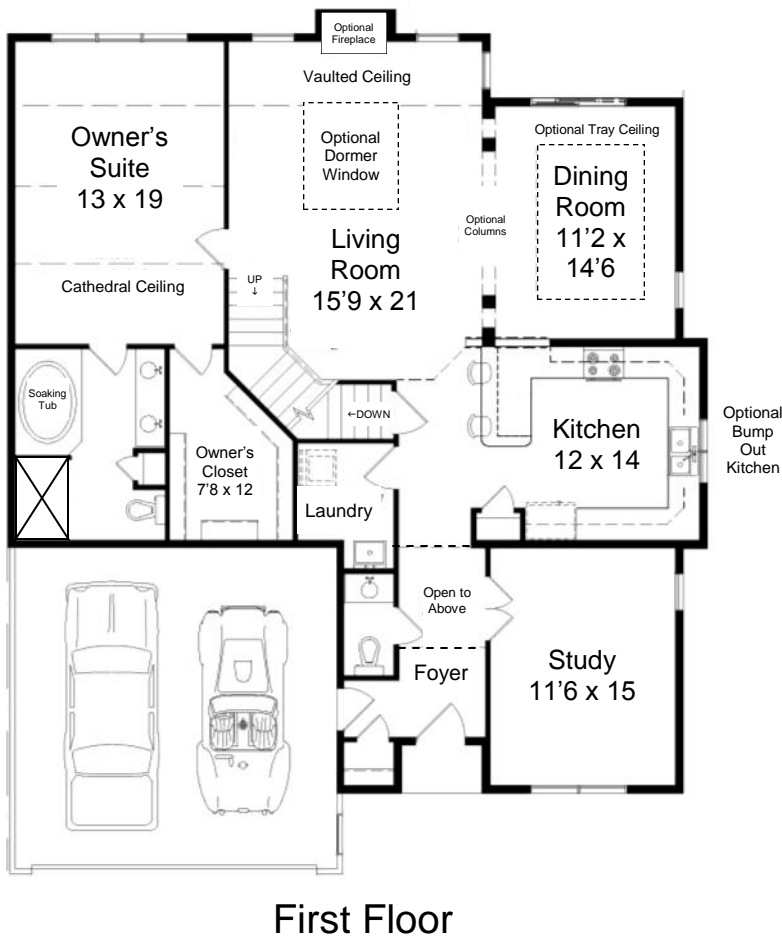 Optional
Fireplace
Vaulted Ceiling
Owner’s
Suite
13 x 19
Optional
Dormer
Window
Optional Tray Ceiling
Dining
Room
11’2 x
14’6
Optional
Columns
Living
Room
15’9 x 21
UP
↓
Cathedral Ceiling
Soaking
Tub
←DOWN
Owner’s
Closet
7’8 x 12
Kitchen
12 x 14
Optional
Bump
Out
Kitchen
Laundry
Open to
Above
Foyer
Study
11’6 x 15
First Floor